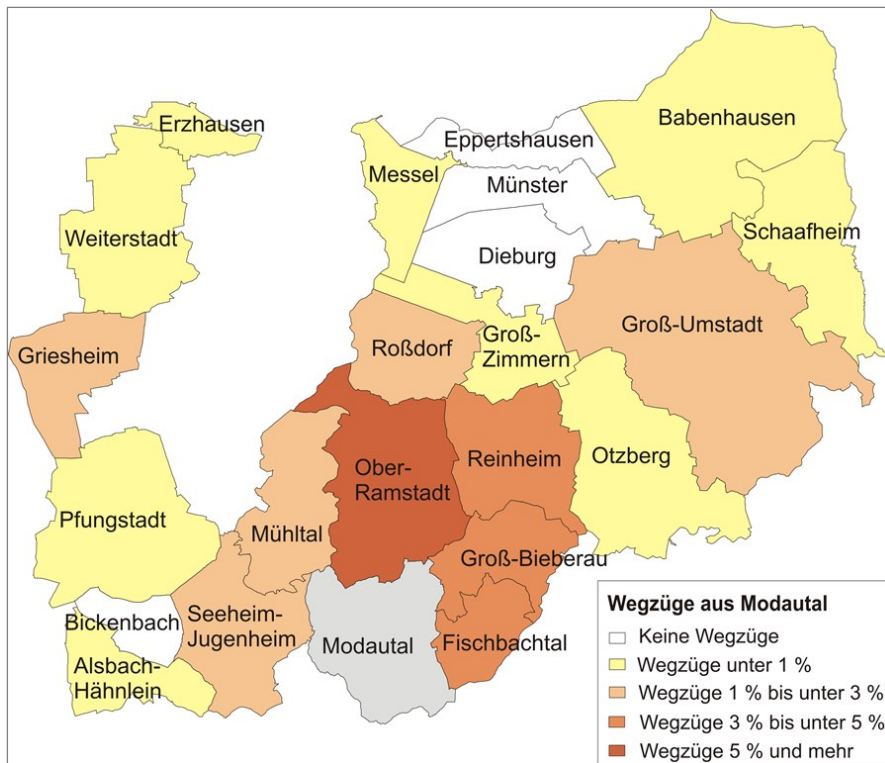 Erzhausen
Eppertshausen
Babenhausen
Messel
Münster
Weiterstadt
Schaafheim
Dieburg
Griesheim
Roßdorf
Groß-
Zimmern
Groß-Umstadt
Ober-
Ramstadt
Reinheim
Otzberg
Pfungstadt
Mühltal
Groß-Bieberau
Bickenbach
Seeheim-
Jugenheim
Modautal
Fischbachtal
Alsbach-
Hähnlein
Wegzüge aus Modautal
Keine Wegzüge
Wegzüge unter 1 %
Wegzüge 1 % bis unter 3 %
Wegzüge 3 % bis unter 5 %
Wegzüge 5 % und mehr